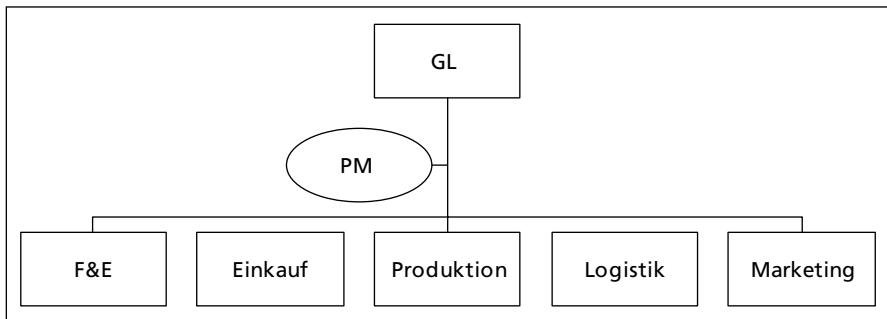 GL
PM
F&E
Einkauf
Produktion
Logistik
Marketing